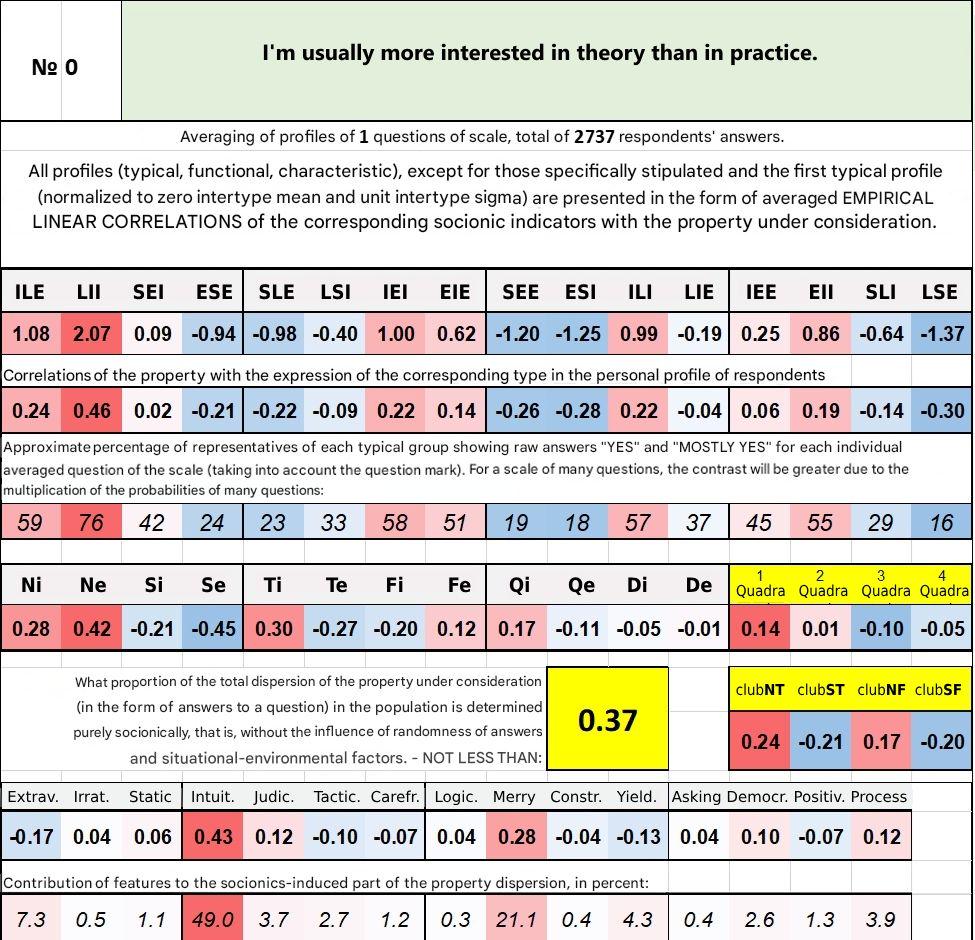 № 0
I'm usually more interested in theory than in practice.
Averaging of profiles of 1 questions of scale, total of 2737 respondents' answers.
All profiles (typical, functional, characteristic), except for those specifically stipulated and the first typical profile
(normalized to zero intertype mean and unit intertype sigma) are presented in the form of averaged EMPIRICAL
LINEAR CORRELATIONS of the corresponding socionic indicators with the property under consideration.
ILE LII SEI ESE SLE LSI IEI EIE SEE ESI ILI LIE IEE EII SLI LSE
1.08 2.07 0.09 -0.94 -0.98 -0.40 1.00 0.62 -1.20 -1.25 0.99 -0.19 0.25 0.86 -0.64 -1.37
Correlations of the property with the expression of the corresponding type in the personal profile of respondents
0.24 0.46 0.02 -0.21 -0.22 -0.09 0.22 0.14 -0.26 -0.28 0.22 -0.04 0.06 0.19 -0.14 -0.30
Approximate percentage of representatives of each typical group showing raw answers "YES" and "MOSTLY YES" for each individual
averaged question of the scale (taking into account the question mark). For a scale of many questions, the contrast will be greater due to the
multiplication of the probabilities of many questions:
59 76 42 24 23 33 58 51 19 18 57 37 45 55 29 16
Ni Ne Si Se Ti Te Fi Fe Qi Qe Di De 1 Quadra 2 Quadra 3 Quadra 4 Quadra
0.28 0.42 -0.21 -0.45 0.30 -0.27 -0.20 0.12 0.17 -0.11 -0.05 -0.01 0.14 0.01 -0.10 -0.05
What proportion of the total dispersion of the property under consideration
(in the form of answers to a question) in the population is determined
purely socionically, that is, without the influence of randomness of answers
and situational-environmental factors. - NOT LESS THAN:
0.37
clubNT clubST clubNF clubSF
0.24 -0.21 0.17 -0.20
Extrav. Irrat. Static Intuit. Judic. Tactic. Carefr. Logic. Merry Constr. Yield. Asking Democr. Positiv. Process
-0.17 0.04 0.06 0.43 0.12 -0.10 -0.07 0.04 0.28 -0.04 -0.13 0.04 0.10 -0.07 0.12
Contribution of features to the socionics-induced part of the property dispersion, in percent:
7.3 0.5 1.1 49.0 3.7 2.7 1.2 0.3 21.1 0.4 4.3 0.4 2.6 1.3 3.9